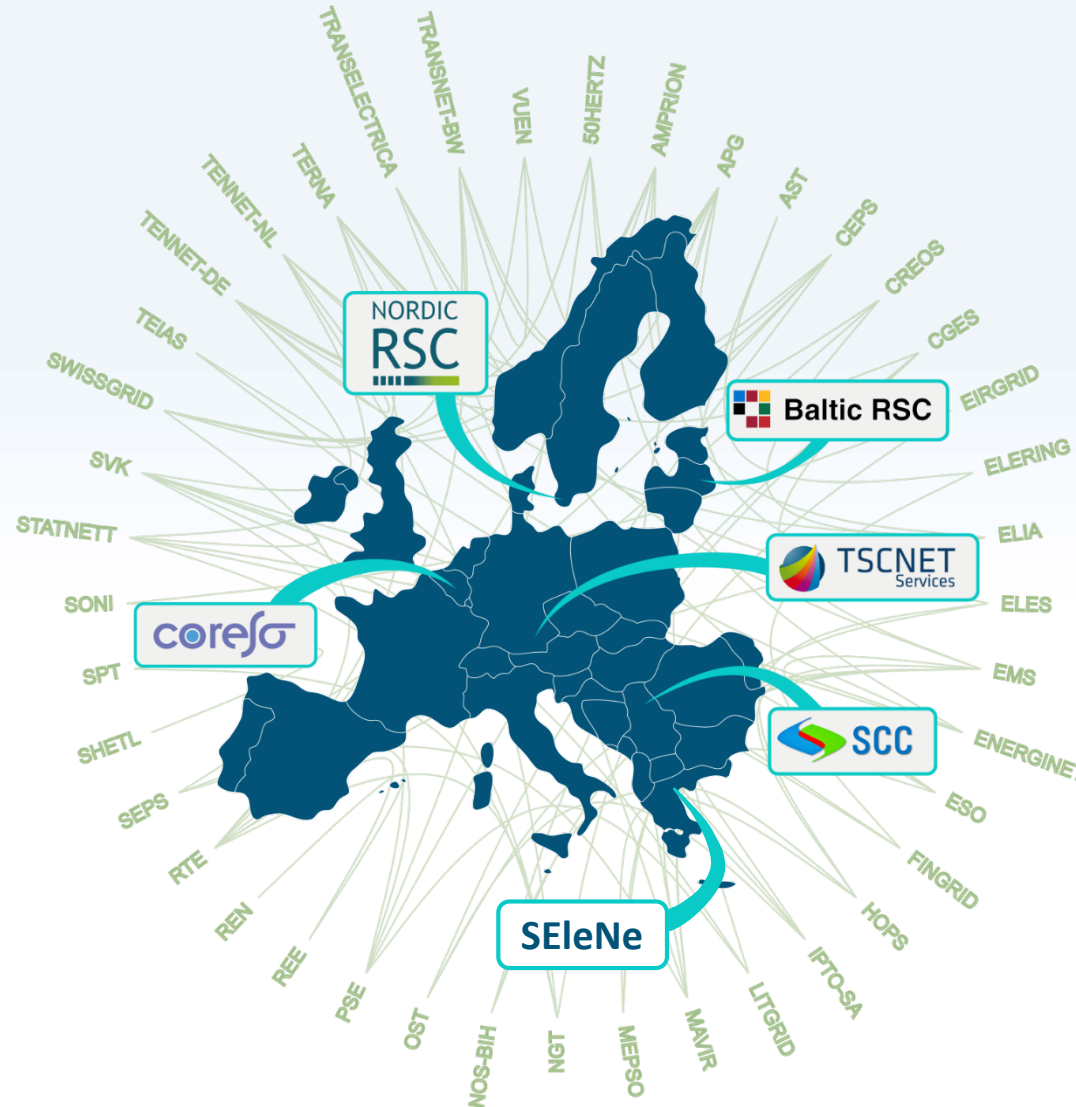 TRANSELECTRICA
TRANSNET-BW
VUEN
50HERTZ
AMPRION
APG
AST
CEPS
CREOS
CGES
EIRGRID
ELERING
ELIA
ELES
EMS
ENERGINET
ESO
FINGRID
HOPS
IPTO-SA
LITGRID
MAVIR
MEPSO
NGT
NOS-BIH
OST
PSE
REE
REN
RTE
SEPS
SHETL
SPT
SONI
STATNETT
SVK
SWISSGRID
TEIAS
TENNET-DE
TENNET-NL
TERNA
NORDIC
RSC
Baltic RSC
TSCNET
Services
coreso
SCC
SEleNe